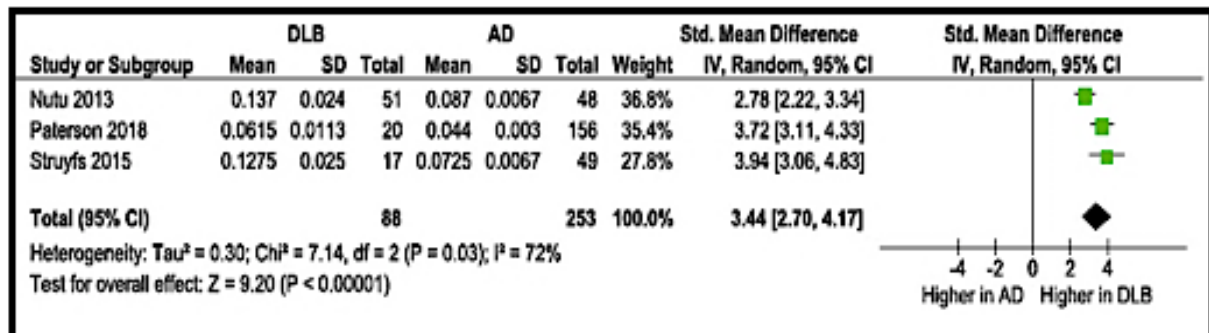 DLB AD Std. Mean Difference Std. Mean Difference
Study or Subgroup Mean SD Total Mean SD Total Weight IV, Random, 95% CI IV, Random, 95% CI
Nutu 2013 0.137 0.024 51 0.087 0.0067 48 36.8% 2.78 [2.22, 3.34]
Paterson 2018 0.0615 0.0113 20 0.044 0.003 156 35.4% 3.72 [3.11, 4.33]
Struyfs 2015 0.1275 0.025 17 0.0725 0.0067 49 27.8% 3.94 [3.06, 4.83]
Total (95% CI) 88 253 100.0% 3.44 [2.70, 4.17]
Heterogeneity: Tau² = 0.30; Chi² = 7.14, df = 2 (P = 0.03); I² = 72%
Test for overall effect: Z = 9.20 (P < 0.00001)
-4 -2 0 2 4
Higher in AD Higher in DLB